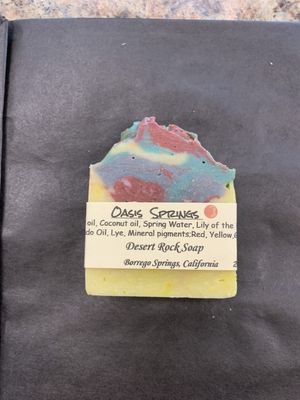 OASIS SPRINGS
oil, Coconut oil, Spring Water, Lily of the
do Oil, Lye, Mineral pigments:Red, Yellow,
Desert Rock Soap
Borrego Springs, California
2